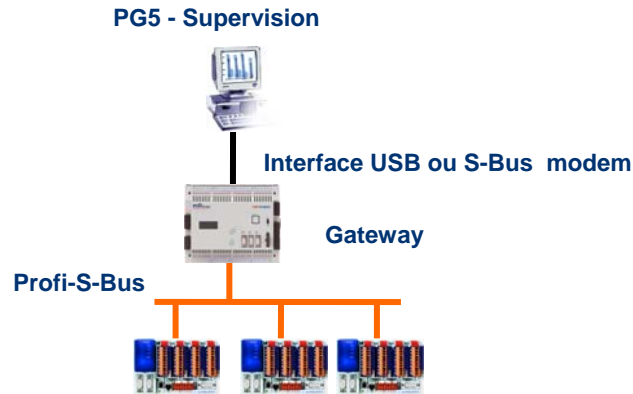 PG5 - Supervision
Interface USB ou S-Bus modem
Gateway
Profi-S-Bus